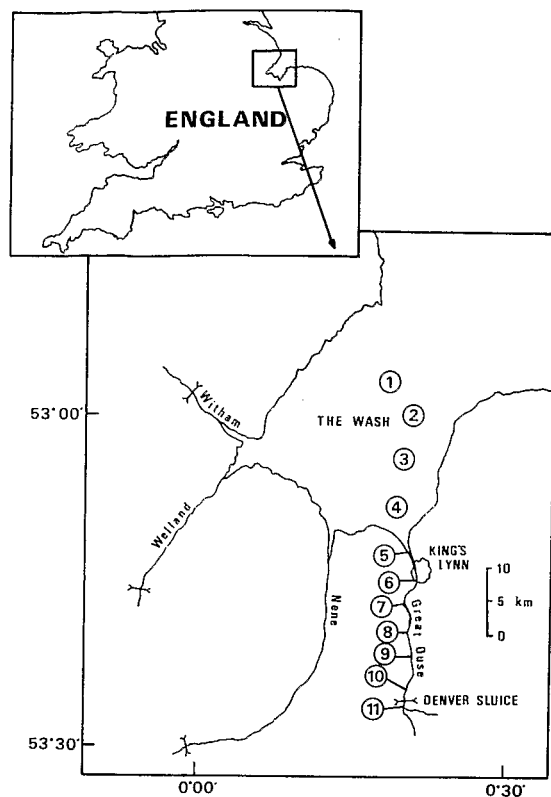 ENGLAND
1
53° 00'
Witham
THE WASH
2
3
4
Welland
5
KING'S
LYNN
10
6
5 km
7
Nene
Great Ouse
8
0
9
10
DENVER SLUICE
11
53° 30'
0°00'
0°30'